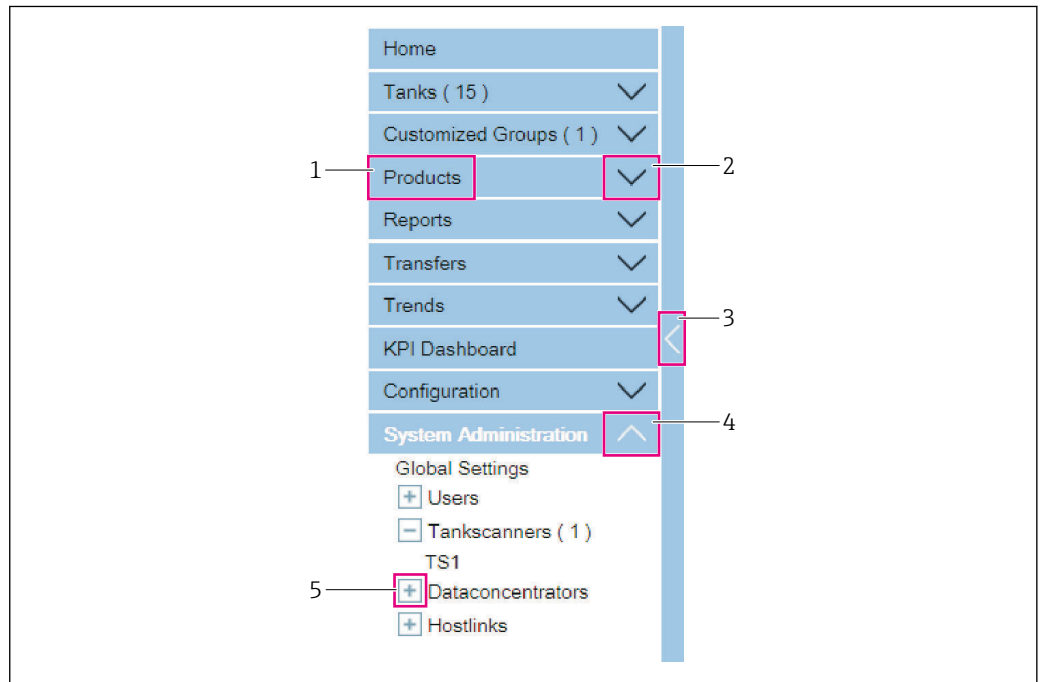 Home
Tanks ( 15 )
Customized Groups ( 1 )
1 Products 2
Reports
Transfers
Trends
3
KPI Dashboard
Configuration
System Administration 4
Global Settings
Users
Tankscanners ( 1 )
TS1
5 Dataconcentrators
Hostlinks